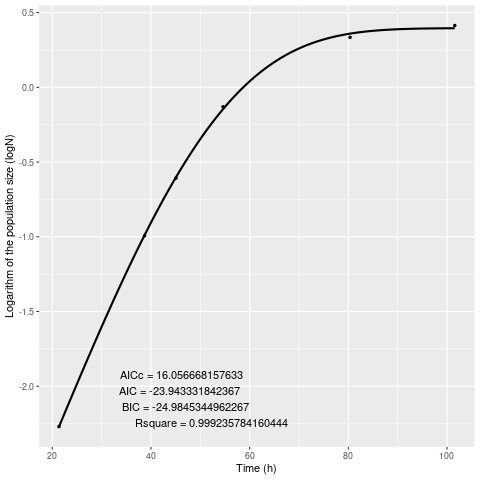 0.5
0.0
-0.5
-1.0
-1.5
-2.0
Logarithm of the population size (logN)
AICc = 16.056668157633
AIC = -23.943331842367
BIC = -24.9845344962267
Rsquare = 0.999235784160444
20 40 60 80 100
Time (h)